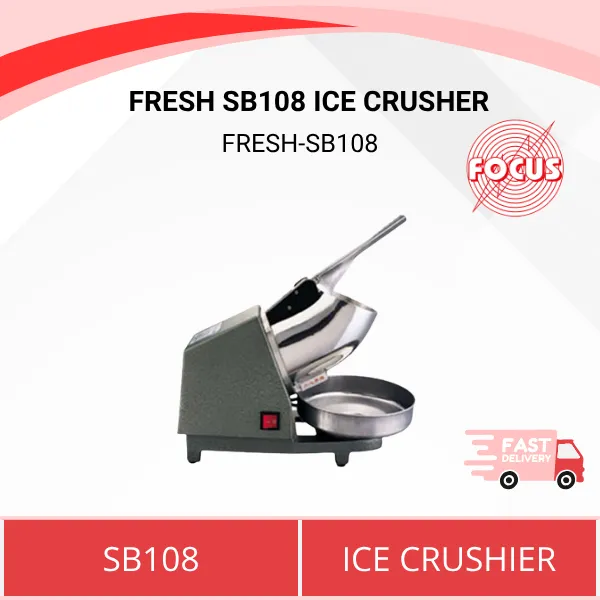 FRESH SB108 ICE CRUSHER
FRESH-SB108
FOCUS
FAST
DELIVERY
SB108
ICE CRUSHIER